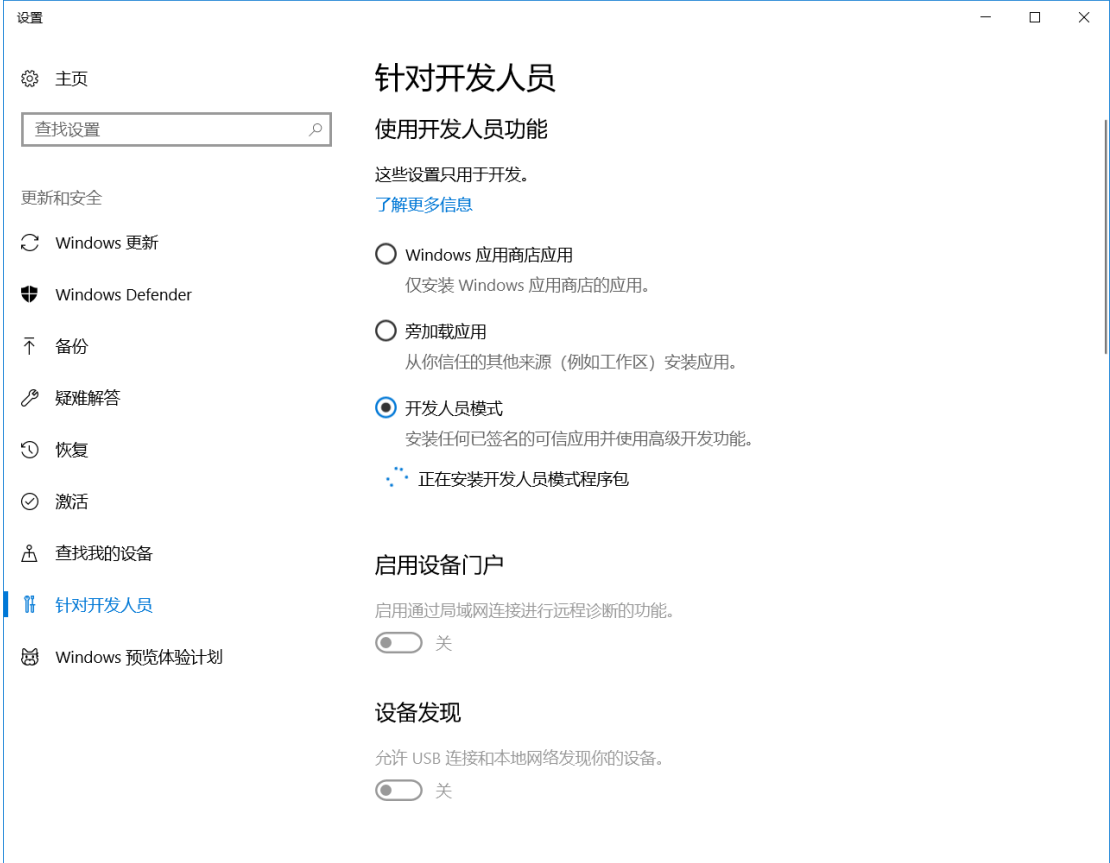 设置
主页
查找设置
更新和安全
Windows 更新
Windows Defender
备份
疑难解答
恢复
激活
查找我的设备
针对开发人员
Windows 预览体验计划
针对开发人员
使用开发人员功能
这些设置只用于开发。
了解更多信息
Windows 应用商店应用
仅安装 Windows 应用商店的应用。
旁加载应用
从你信任的其他来源（例如工作区）安装应用。
开发人员模式
安装任何已签名的可信应用并使用高级开发功能。
正在安装开发人员模式程序包
启用设备门户
启用通过局域网连接进行远程诊断的功能。
关
设备发现
允许 USB 连接和本地网络发现你的设备。
关